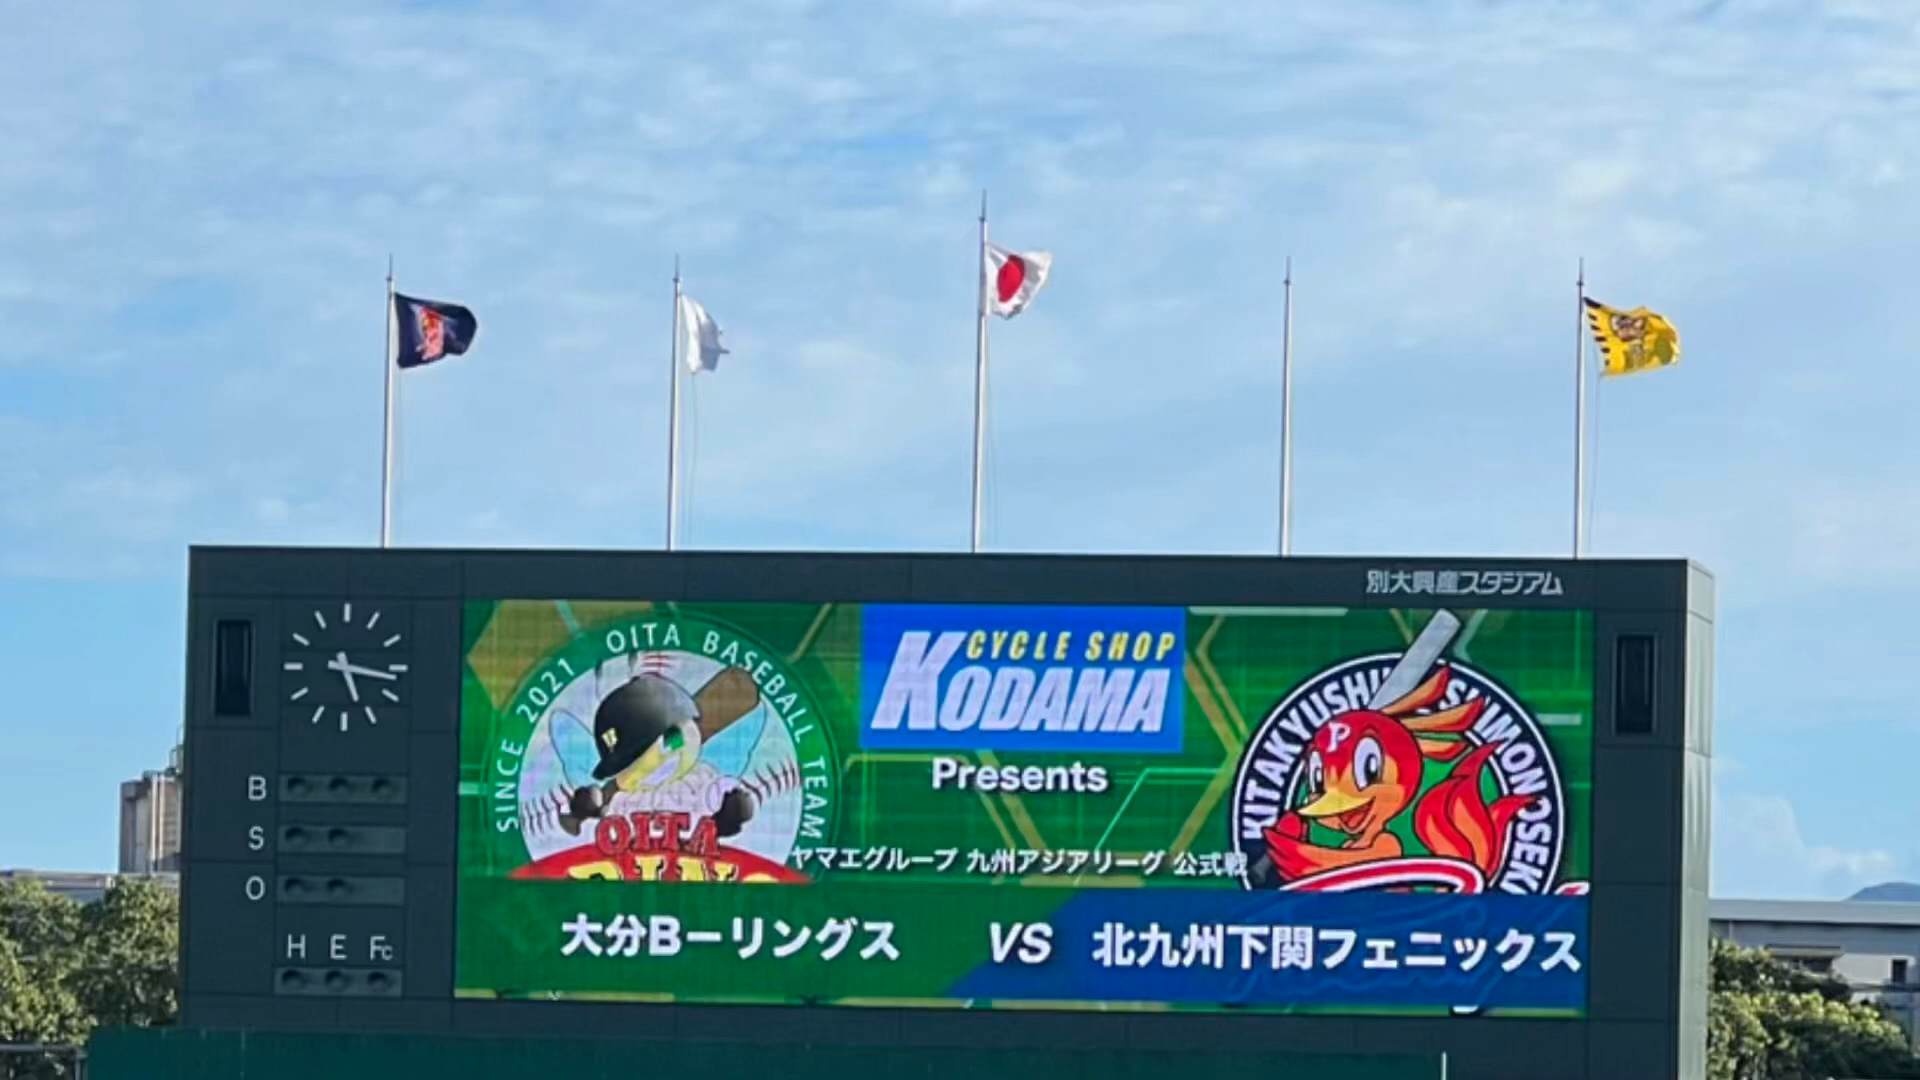 別大興産スタジアム
SINCE 2021 OITA BASEBALL TEAM
OITA
CYCLE SHOP
KODAMA
Presents
KITAKYUSHU SHIMONOSEKI
P
ヤマエグループ 九州アジアリーグ 公式戦
大分B-リングス VS 北九州下関フェニックス
B
S
O
H E Fc